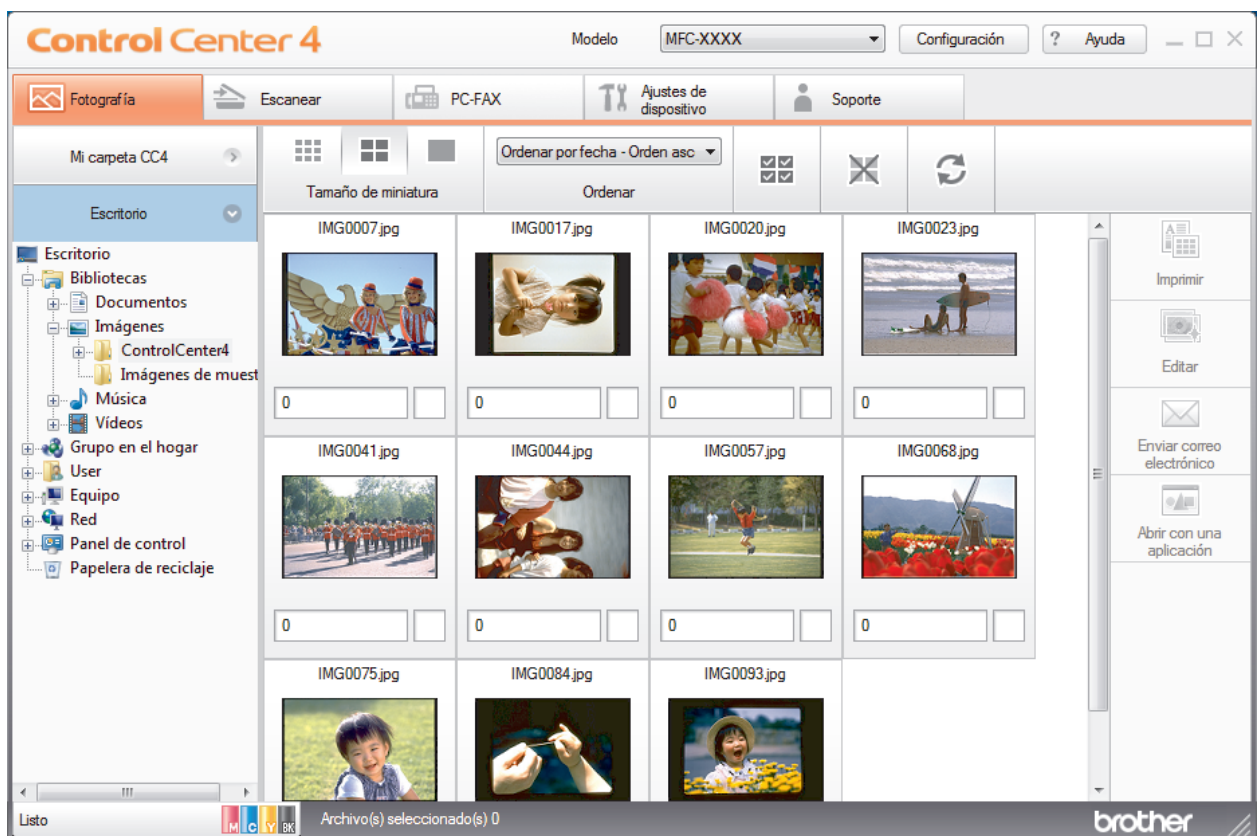 Control Center 4
Modelo
MFC-XXXX
Configuración
? Ayuda
Fotografía
Escanear
PC-FAX
Ajustes de
dispositivo
Soporte
Mi carpeta CC4
Escritorio
Tamaño de miniatura
Ordenar por fecha - Orden asc
Ordenar
Escritorio
Bibliotecas
Documentos
Imágenes
ControlCenter4
Imágenes de muest
Música
Vídeos
Grupo en el hogar
User
Equipo
Red
Panel de control
Papelera de reciclaje
IMG0007.jpg
IMG0017.jpg
IMG0020.jpg
IMG0023.jpg
0
0
0
0
IMG0041.jpg
IMG0044.jpg
IMG0057.jpg
IMG0068.jpg
0
0
0
0
IMG0075.jpg
IMG0084.jpg
IMG0093.jpg
Imprimir
Editar
Enviar correo
electrónico
Abrir con una
aplicación
Listo
M C Y BK
Archivo(s) seleccionado(s) 0
brother